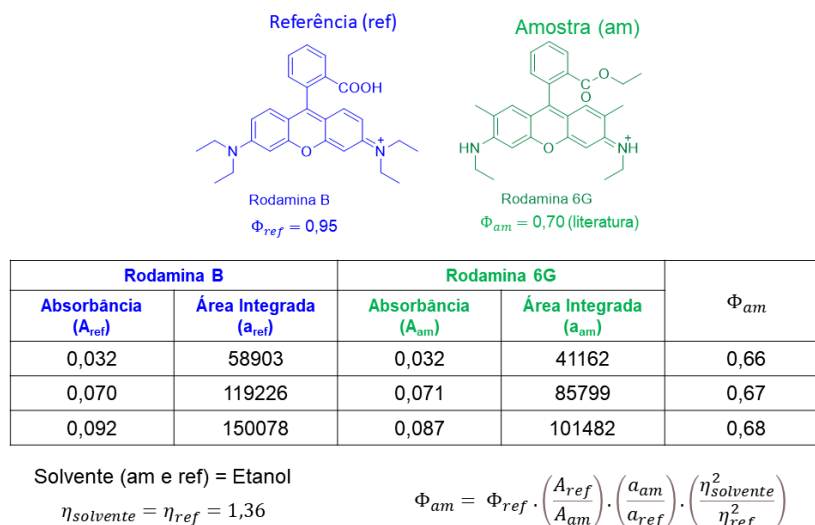 Referência (ref)
Amostra (am)
COOH
O
O
C
O
N
O
N
+
HN
O
NH
+
Rodamina B
Rodamina 6G
Φref = 0,95
Φam = 0,70 (literatura)
Rodamina B Rodamina 6G Φam
Absorbância (Aref) Área Integrada (aref) Absorbância (Aam) Área Integrada (aam)
0,032 58903 0,032 41162 0,66
0,070 119226 0,071 85799 0,67
0,092 150078 0,087 101482 0,68
Solvente (am e ref) = Etanol
ηsolvente = ηref = 1,36
Φam = Φref . (Aref/Aam) . (aam/aref) . (η²solvente/η²ref)